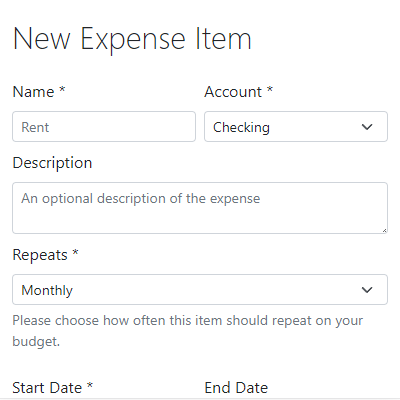 New Expense Item
Name * Account *
Rent Checking
Description
An optional description of the expense
Repeats *
Monthly
Please choose how often this item should repeat on your
budget.
Start Date * End Date